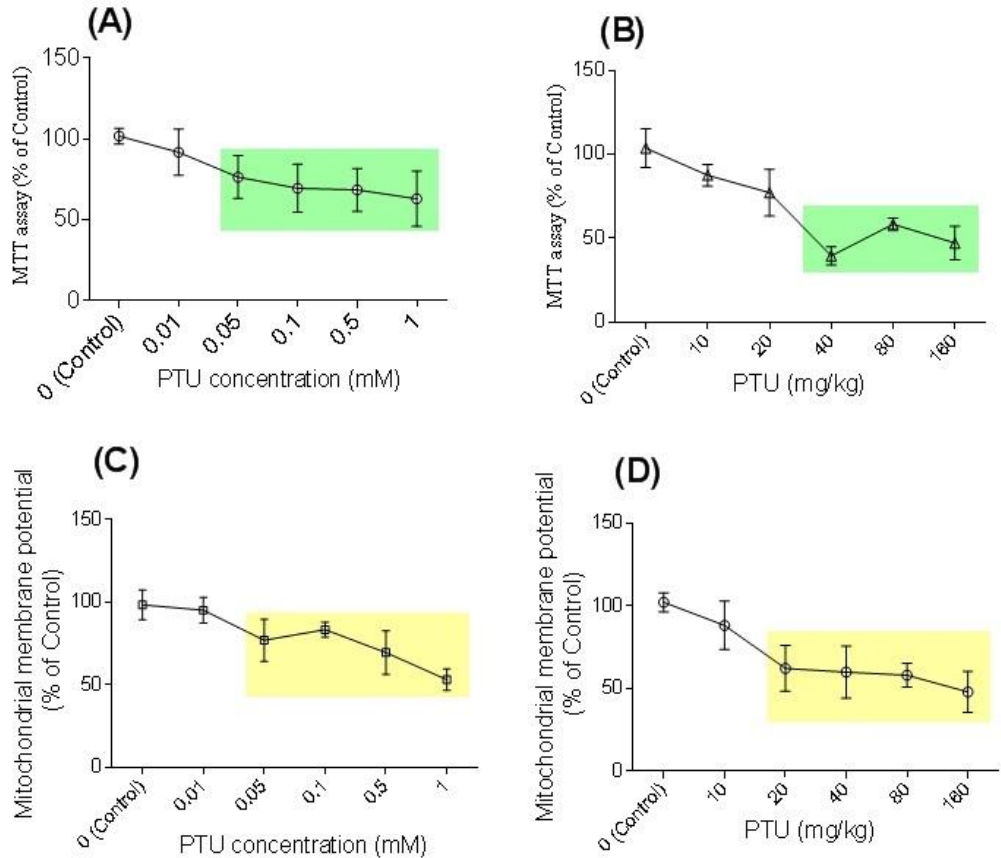 (A)
MTT assay (% of Control)
150
100
50
0
0 (Control)
0.01
0.05
0.1
0.5
1
PTU concentration (mM)
(B)
MTT assay (% of Control)
150
100
50
0
0 (Control)
10
20
40
80
160
PTU (mg/kg)
(C)
Mitochondrial membrane potential
(% of Control)
150
100
50
0
0 (Control)
0.01
0.05
0.1
0.5
1
PTU concentration (mM)
(D)
Mitochondrial membrane potential
(% of Control)
150
100
50
0
0 (Control)
10
20
40
80
160
PTU (mg/kg)